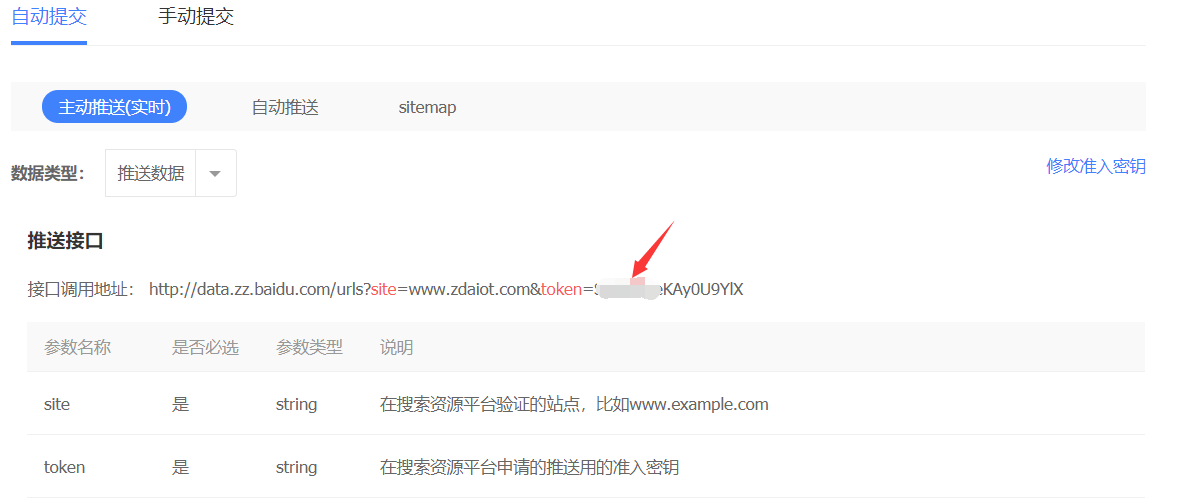 自动提交 手动提交
主动推送(实时) 自动推送 sitemap
数据类型： 推送数据 修改准入密钥
推送接口
接口调用地址： http://data.zz.baidu.com/urls?site=www.zdaiot.com&token=S eKAy0U9YlX
参数名称 是否必选 参数类型 说明
site 是 string 在搜索资源平台验证的站点，比如www.example.com
token 是 string 在搜索资源平台申请的推送用的准入密钥